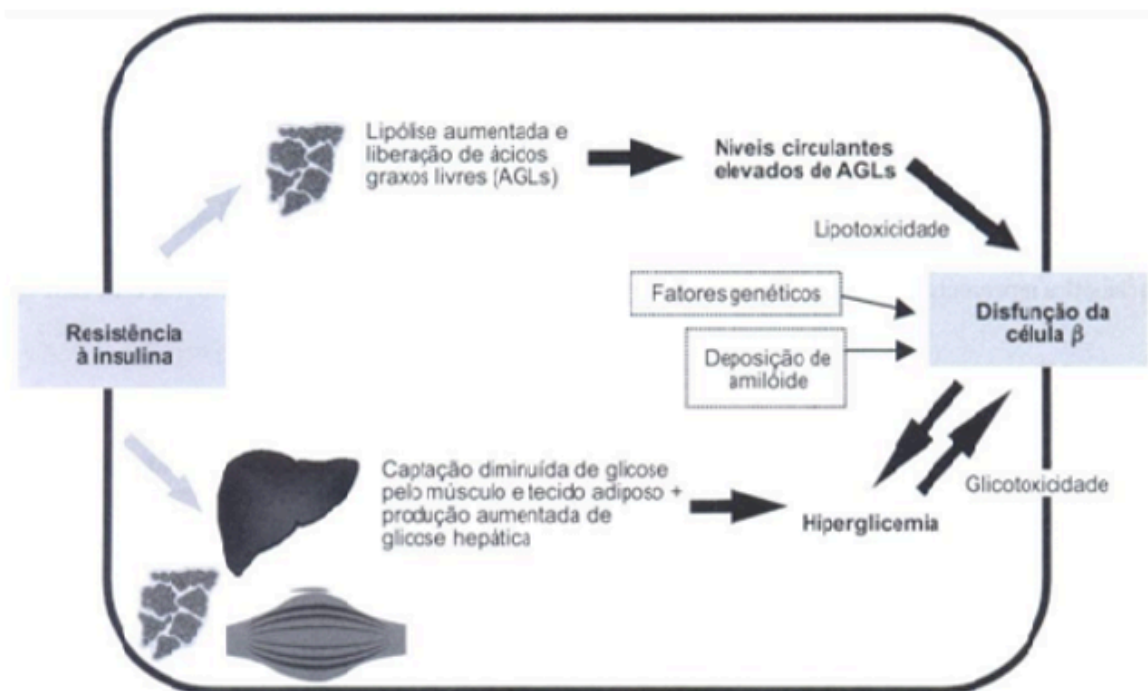 Lipólise aumentada e
liberação de ácicos
graxos livres (AGLs)
Níveis circulantes
elevados de AGLs
Lipotoxicidade
Fatores genéticos
Disfunção da
célula β
Resistência
à insulina
Deposição de
amilóide
Captação diminuída de glicose
pelo músculo e tecido adiposo +
produção aumentada de
glicose hepática
Hiperglicemia
Glicotoxicidade